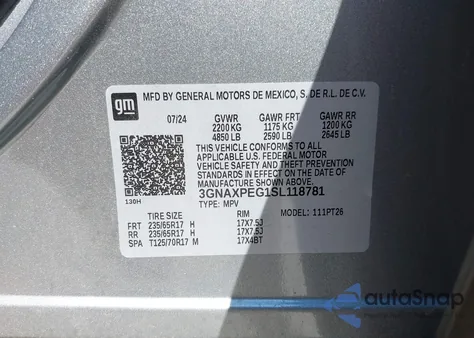 gm
MFD BY GENERAL MOTORS DE MEXICO, S. DE R.L. DE C.V.
07/24 GVWR GAWR FRT GAWR RR
2200 KG 1175 KG 1200 KG
4850 LB 2590 LB 2645 LB
THIS VEHICLE CONFORMS TO ALL
APPLICABLE U.S. FEDERAL MOTOR
VEHICLE SAFETY AND THEFT PREVENTION
STANDARDS IN EFFECT ON THE DATE OF
MANUFACTURE SHOWN ABOVE.
3GNAXPEG1SL118781
130H TYPE: MPV MODEL: 111PT26
TIRE SIZE RIM
FRT 235/65R17 H 17X7.5J
RR 235/65R17 H 17X7.5J
SPA T125/70R17 M 17X4BT
autoSnap